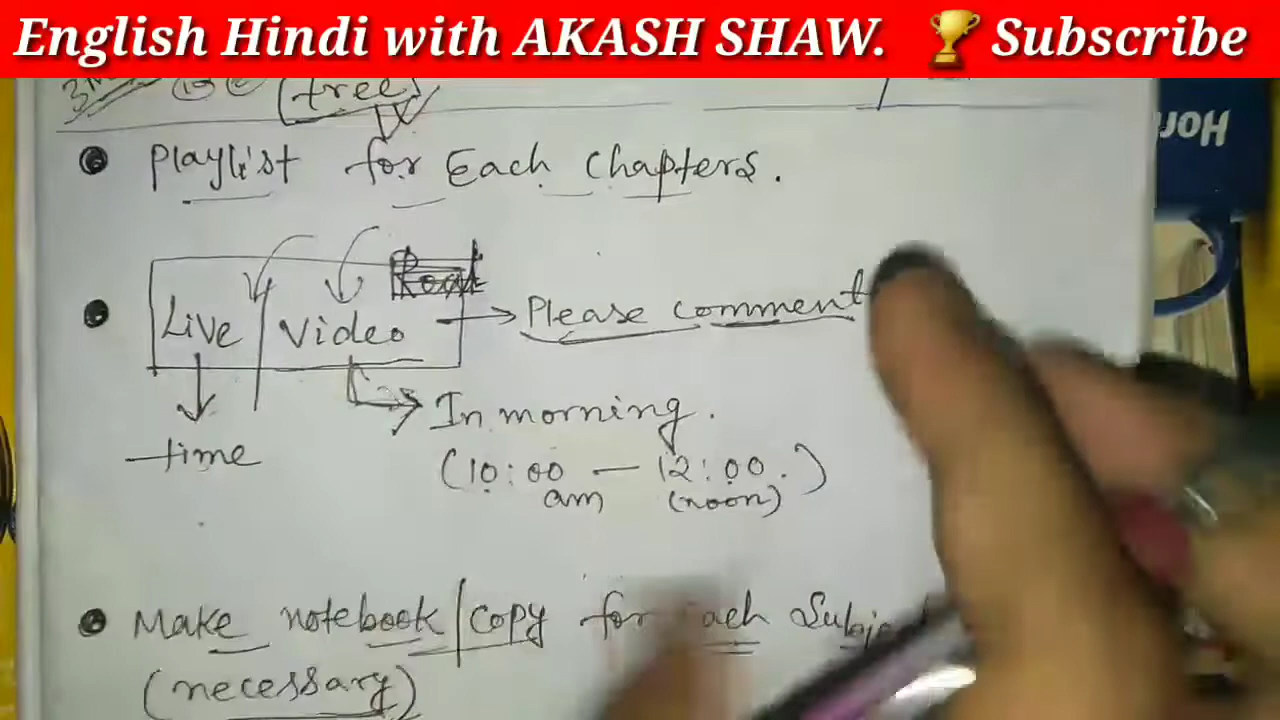 English Hindi with AKASH SHAW. 🏆 Subscribe
(free)
Playlist for Each Chapters.
Live / Video → Please comment
time
In morning.
(10:00 am — 12:00 (noon).)
Make notebook / copy for each Subject
(necessary)
Hor